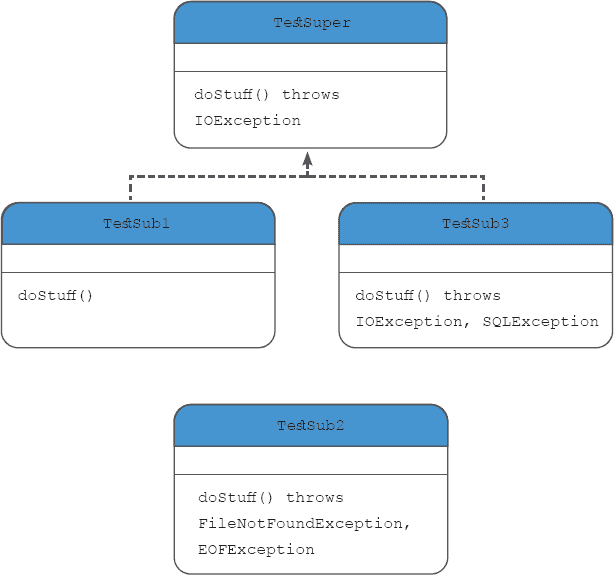 TestSuper
doStuff() throws
IOException
TestSub1
doStuff()
TestSub3
doStuff() throws
IOException, SQLException
TestSub2
doStuff() throws
FileNotFoundException,
EOFException